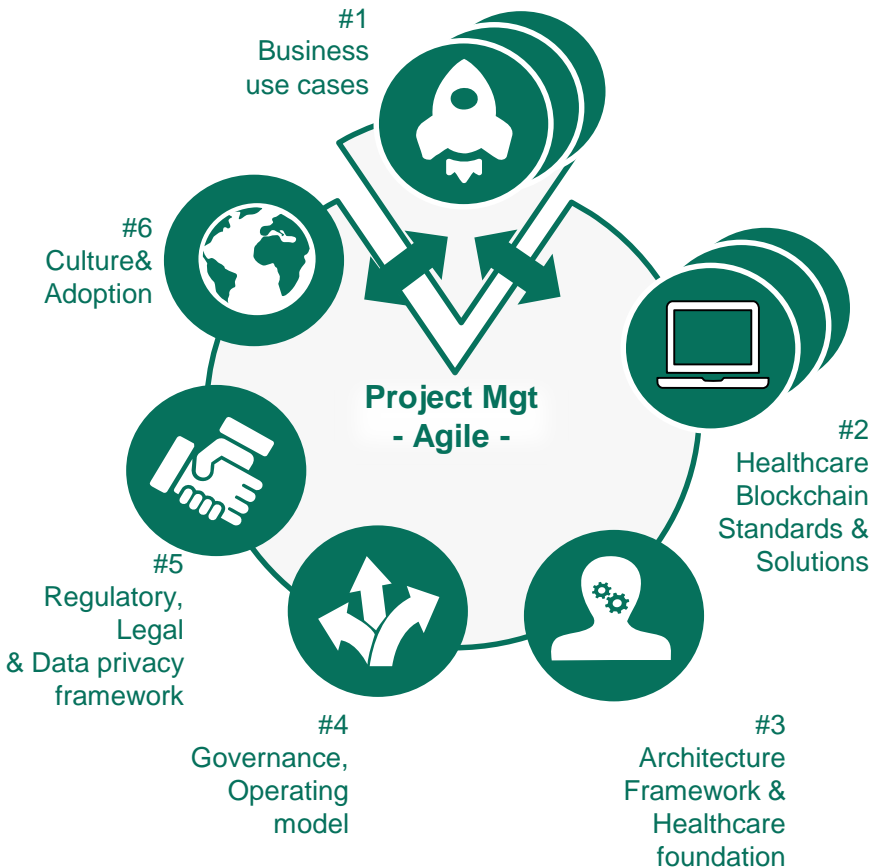 #1
Business
use cases
#6
Culture&
Adoption
Project Mgt
- Agile -
#2
Healthcare
Blockchain
Standards &
Solutions
#5
Regulatory,
Legal
& Data privacy
framework
#4
Governance,
Operating
model
#3
Architecture
Framework &
Healthcare
foundation